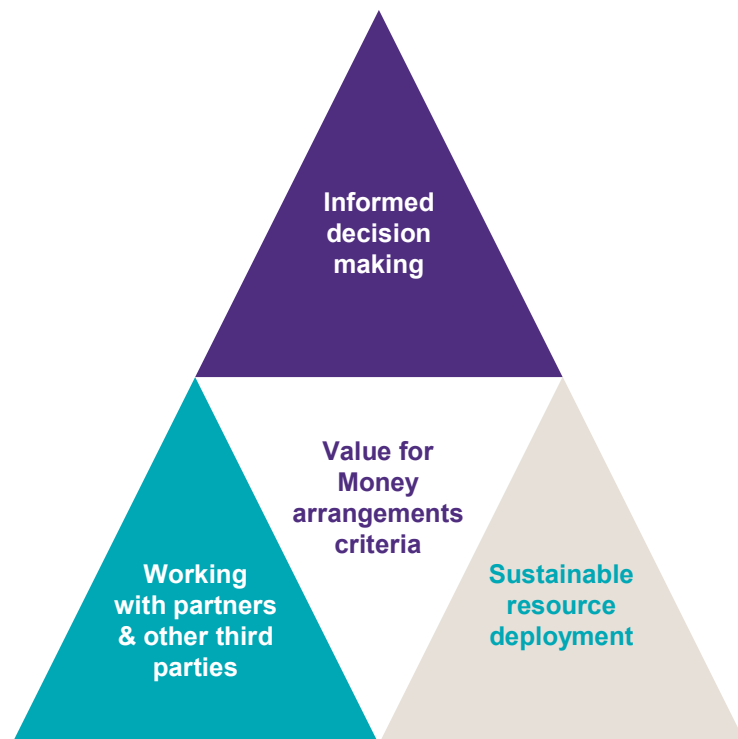 Informed
decision
making
Value for
Money
arrangements
criteria
Working
with partners
& other third
parties
Sustainable
resource
deployment